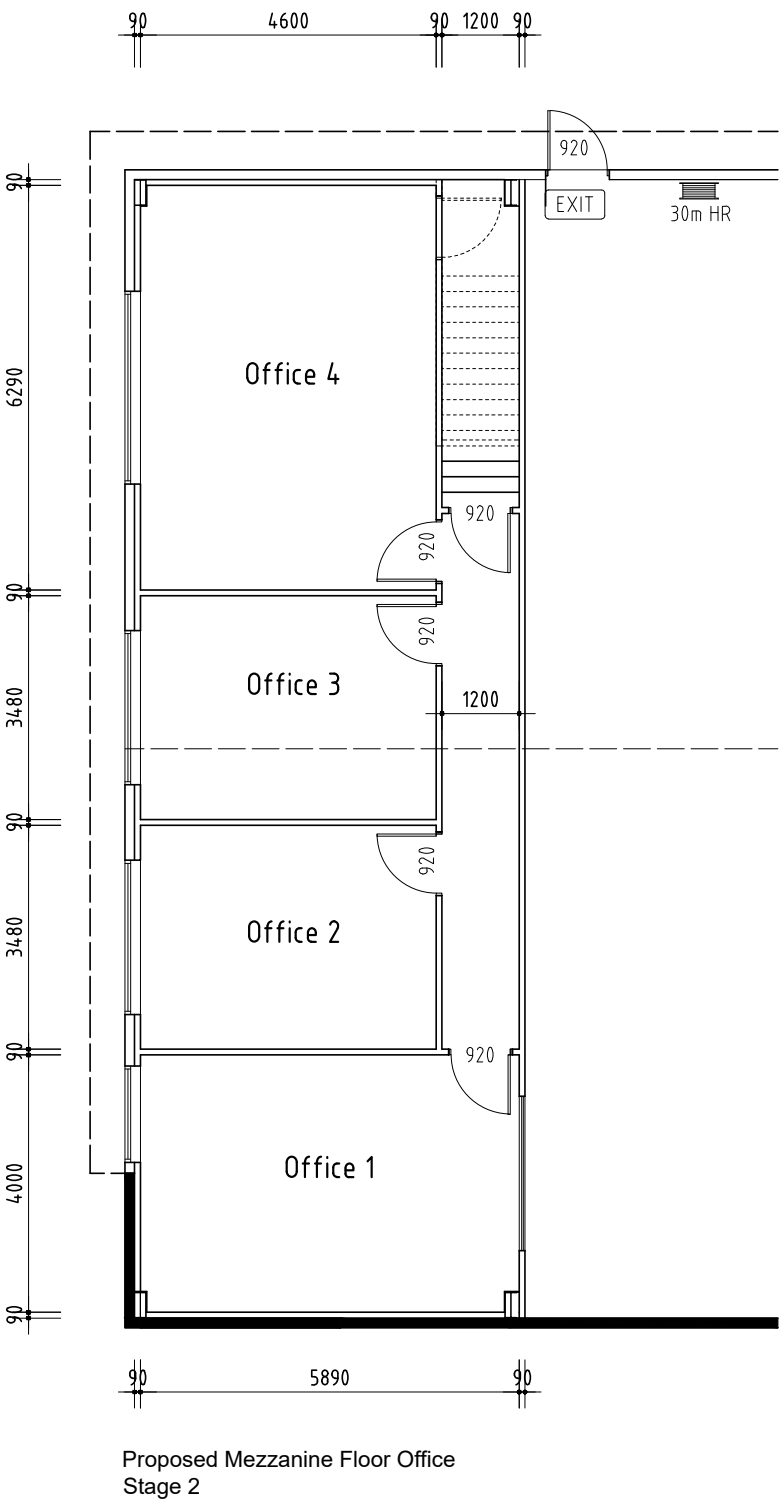 90 4600 90 1200 90
920
90
EXIT
30m HR
Office 4
6290
920
920
90
920
Office 3
3480
1200
90
920
Office 2
3480
90
920
Office 1
4000
90
90 5890 90
Proposed Mezzanine Floor Office
Stage 2